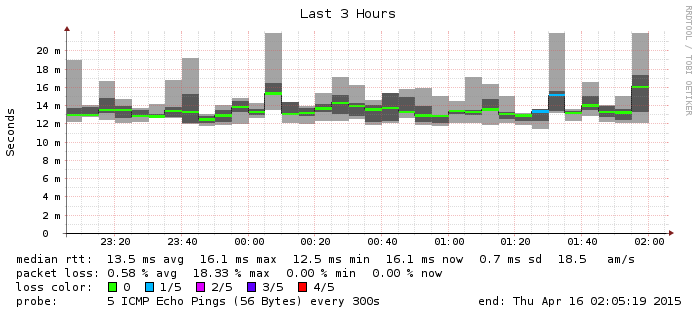 Last 3 Hours
RRDTOOL / TOBI OETIKER
Seconds
20 m
18 m
16 m
14 m
12 m
10 m
8 m
6 m
4 m
2 m
0
23:20 23:40 00:00 00:20 00:40 01:00 01:20 01:40 02:00
median rtt: 13.5 ms avg 16.1 ms max 12.5 ms min 16.1 ms now 0.7 ms sd 18.5 am/s
packet loss: 0.58 % avg 18.33 % max 0.00 % min 0.00 % now
loss color: 0 1/5 2/5 3/5 4/5
probe: 5 ICMP Echo Pings (56 Bytes) every 300s end: Thu Apr 16 02:05:19 2015